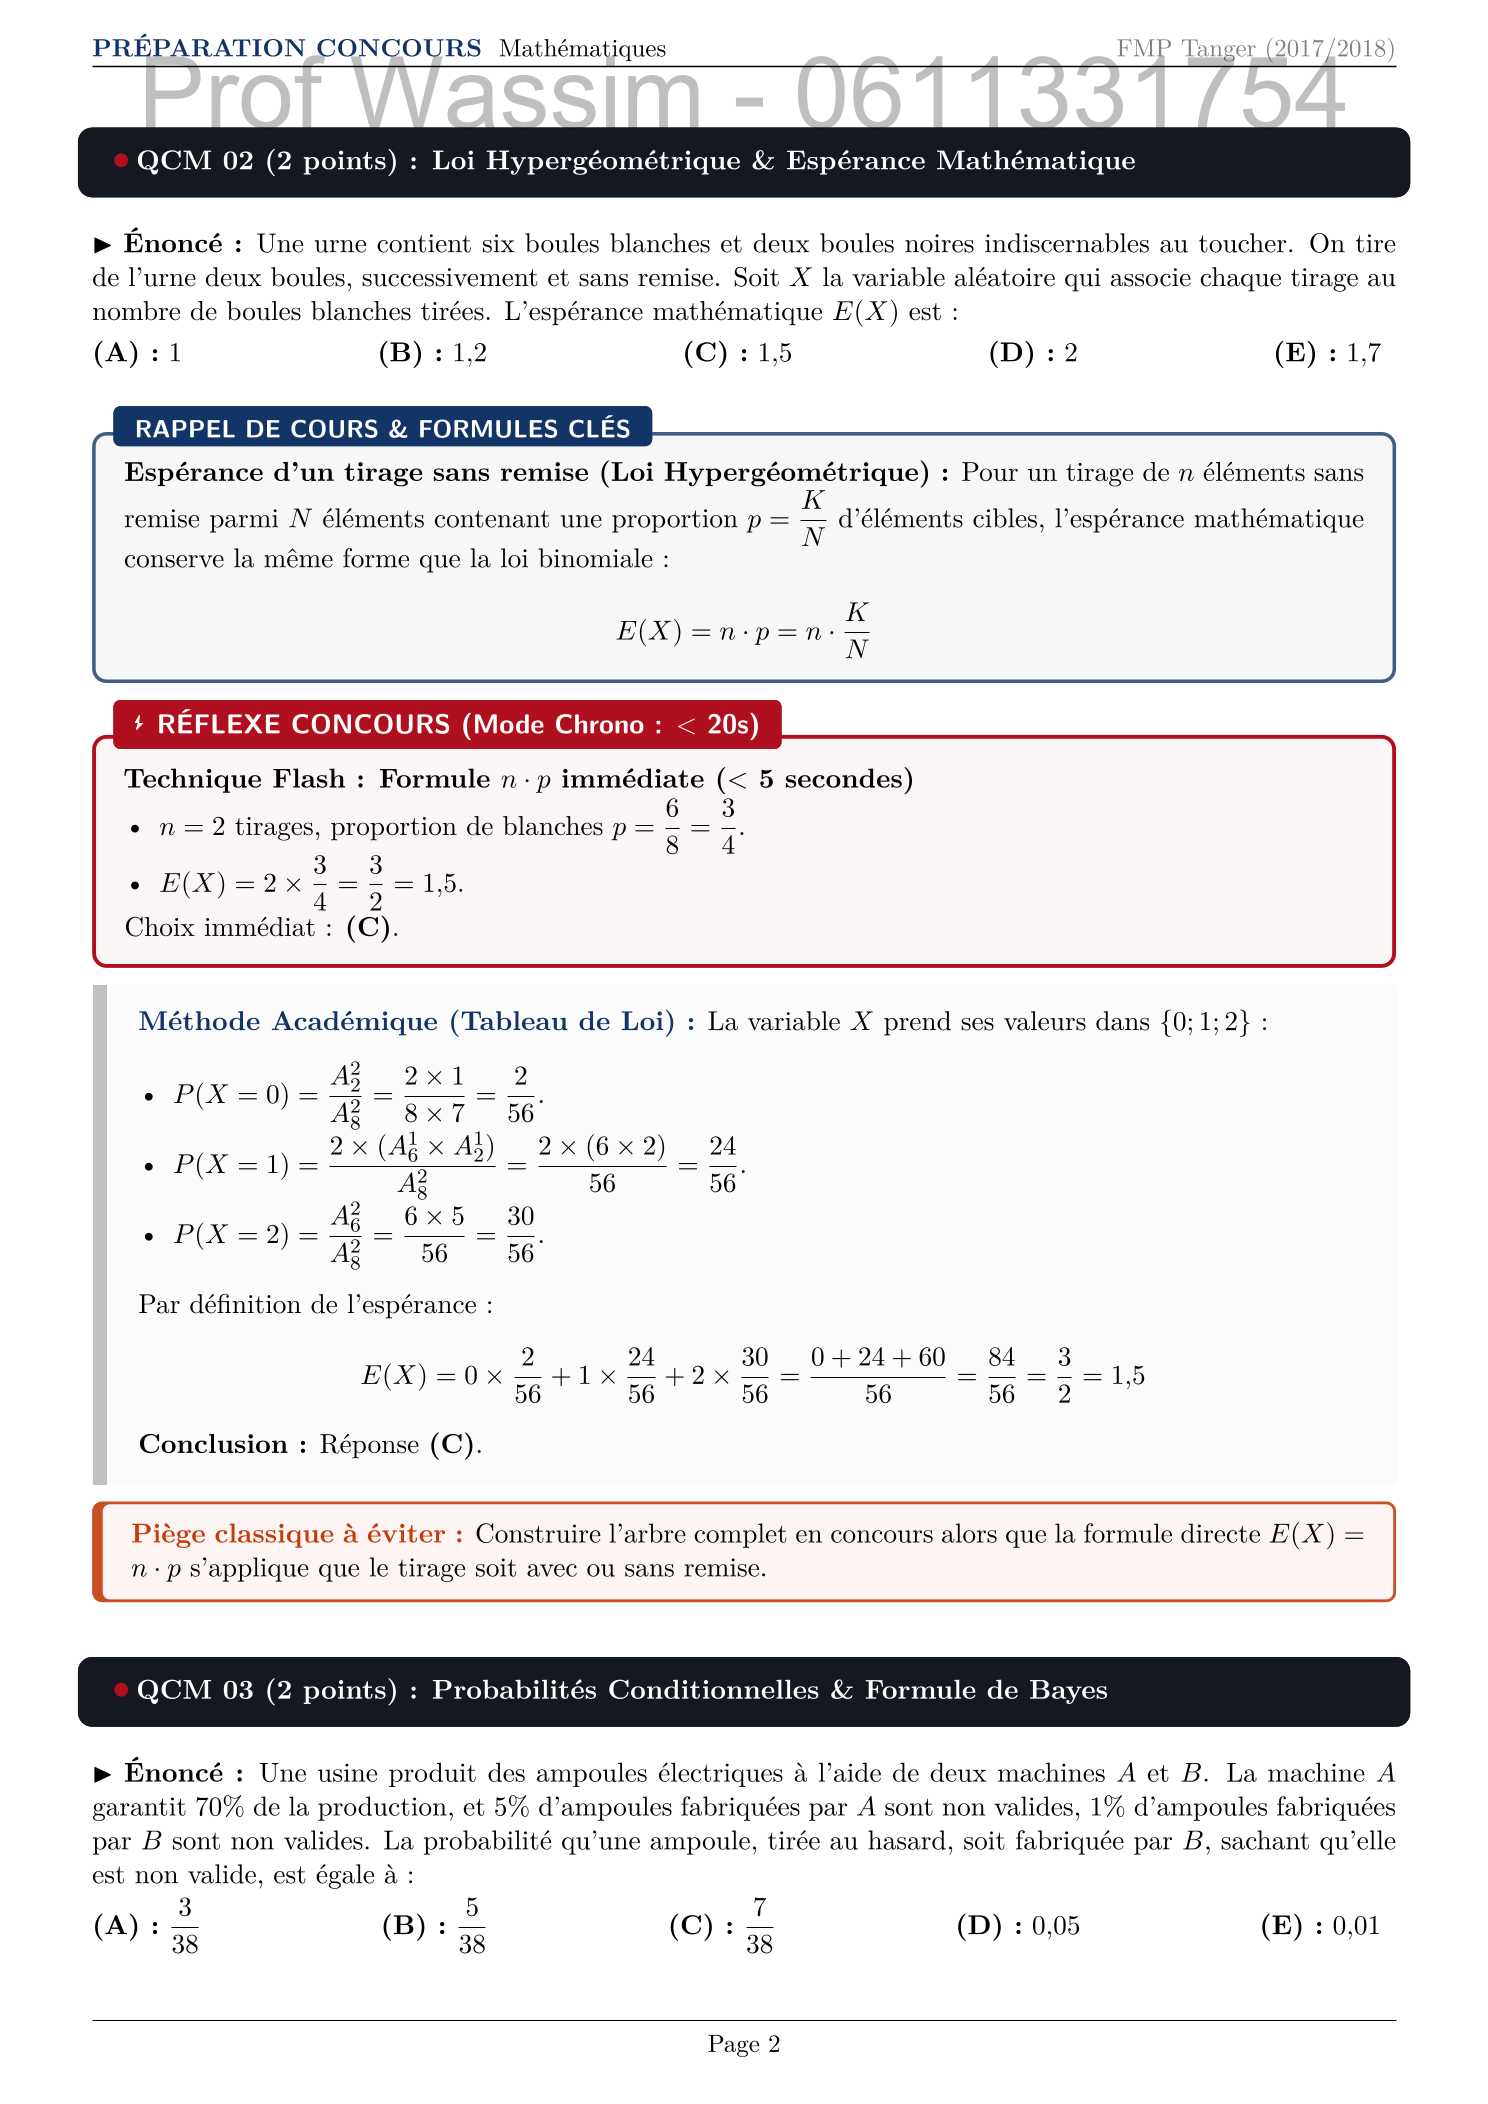 PRÉPARATION CONCOURS Mathématiques FMP Tanger (2017/2018)
Prof Wassim - 0611331754
QCM 02 (2 points) : Loi Hypergéométrique & Espérance Mathématique
▶ Énoncé : Une urne contient six boules blanches et deux boules noires indiscernables au toucher. On tire
de l'urne deux boules, successivement et sans remise. Soit X la variable aléatoire qui associe chaque tirage au
nombre de boules blanches tirées. L'espérance mathématique E(X) est :
(A) : 1 (B) : 1,2 (C) : 1,5 (D) : 2 (E) : 1,7
RAPPEL DE COURS & FORMULES CLÉS
Espérance d'un tirage sans remise (Loi Hypergéométrique) : Pour un tirage de n éléments sans
remise parmi N éléments contenant une proportion p = K/N d'éléments cibles, l'espérance mathématique
conserve la même forme que la loi binomiale :
E(X) = n · p = n · K/N
RÉFLEXE CONCOURS (Mode Chrono : < 20s)
Technique Flash : Formule n · p immédiate (< 5 secondes)
• n = 2 tirages, proportion de blanches p = 6/8 = 3/4.
• E(X) = 2 × 3/4 = 3/2 = 1,5.
Choix immédiat : (C).
Méthode Académique (Tableau de Loi) : La variable X prend ses valeurs dans {0; 1; 2} :
• P(X = 0) = A_2^2/A_8^2 = (2 × 1)/(8 × 7) = 2/56.
• P(X = 1) = (2 × (A_6^1 × A_2^1))/A_8^2 = (2 × (6 × 2))/56 = 24/56.
• P(X = 2) = A_6^2/A_8^2 = (6 × 5)/56 = 30/56.
Par définition de l'espérance :
E(X) = 0 × 2/56 + 1 × 24/56 + 2 × 30/56 = (0 + 24 + 60)/56 = 84/56 = 3/2 = 1,5
Conclusion : Réponse (C).
Piège classique à éviter : Construire l'arbre complet en concours alors que la formule directe E(X) =
n · p s'applique que le tirage soit avec ou sans remise.
QCM 03 (2 points) : Probabilités Conditionnelles & Formule de Bayes
▶ Énoncé : Une usine produit des ampoules électriques à l'aide de deux machines A et B. La machine A
garantit 70% de la production, et 5% d'ampoules fabriquées par A sont non valides, 1% d'ampoules fabriquées
par B sont non valides. La probabilité qu'une ampoule, tirée au hasard, soit fabriquée par B, sachant qu'elle
est non valide, est égale à :
(A) : 3/38 (B) : 5/38 (C) : 7/38 (D) : 0,05 (E) : 0,01
Page 2